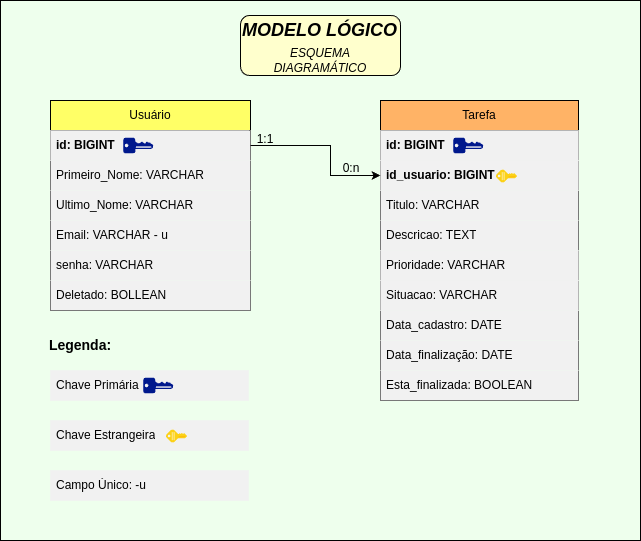 MODELO LÓGICO
ESQUEMA
DIAGRAMÁTICO
Usuário
id: BIGINT
Primeiro_Nome: VARCHAR
Ultimo_Nome: VARCHAR
Email: VARCHAR - u
senha: VARCHAR
Deletado: BOLLEAN
1:1
0:n
Tarefa
id: BIGINT
id_usuario: BIGINT
Titulo: VARCHAR
Descricao: TEXT
Prioridade: VARCHAR
Situacao: VARCHAR
Data_cadastro: DATE
Data_finalização: DATE
Esta_finalizada: BOOLEAN
Legenda:
Chave Primária
Chave Estrangeira
Campo Único: -u